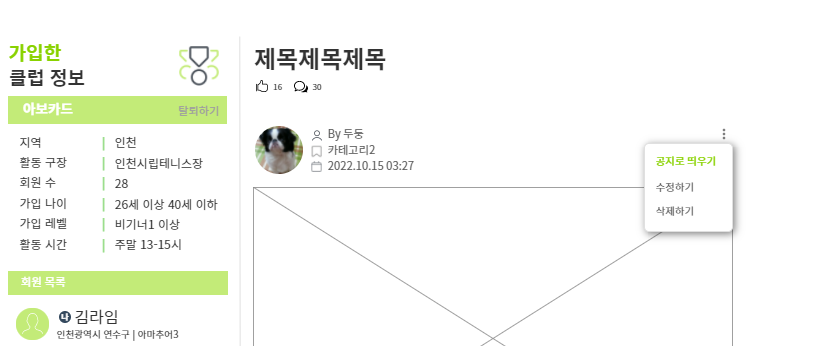 가입한
클럽 정보
아보카드
탈퇴하기
지역 인천
활동 구장 인천시립테니스장
회원 수 28
가입 나이 26세 이상 40세 이하
가입 레벨 비기너1 이상
활동 시간 주말 13-15시
회원 목록
나 김라임
인천광역시 연수구 | 아마추어3
제목제목제목
16 30
By 두둥
카테고리2
2022.10.15 03:27
공지로 띄우기
수정하기
삭제하기